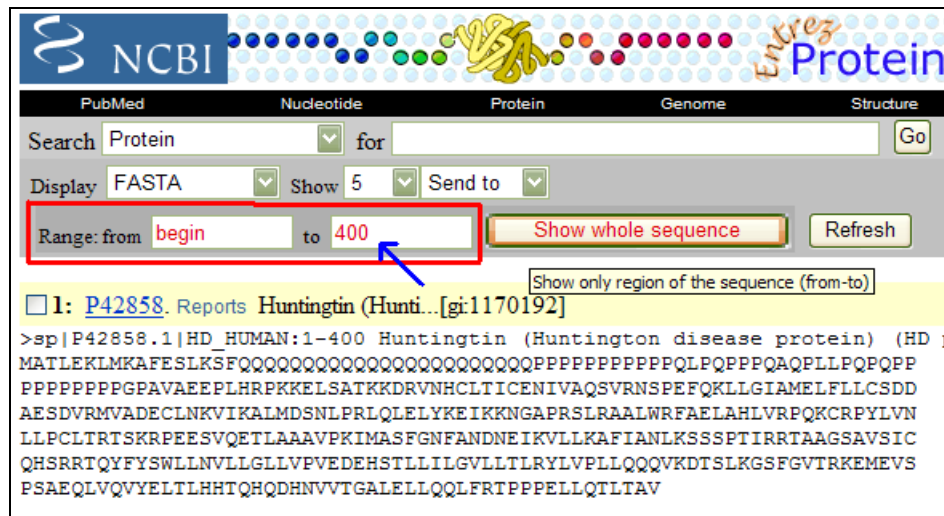 NCBI
Entrez Protein
PubMed Nucleotide Protein Genome Structure
Search Protein for Go
Display FASTA Show 5 Send to
Range: from begin to 400 Show whole sequence Refresh
Show only region of the sequence (from-to)
1: P42858. Reports Huntingtin (Hunti...[gi:1170192]
>sp|P42858.1|HD_HUMAN:1-400 Huntingtin (Huntington disease protein) (HD
MATLEKLMKAFESLKSFQQQQQQQQQQQQQQQQQQQQQQQPPPPPPPPPPPQLPQPPPQAQPLLPQPQPP
PPPPPPPPGPAVAEEPLHRPKKELSATKKDRVNHCLTICENIVAQSVRNSPEFQKLLGIAMELFLLCSDD
AESDVRMVADECLNKVIKALMDSNLPRLQLELYKEIKKNGAPRSLRAALWRFAELAHLVRPQKCRPYLVN
LLPCLTRTSKRPEESVQETLAAAVPKIMASFGNFANDNEIKVLLKAFIANLKSSSPTIRRTAAGSAVSIC
QHSRRTQYFYSWLLNVLLGLLVPVEDEHSTLLILGVLLTLRYLVPLLQQQVKDTSLKGSFGVTRKEMEVS
PSAEQLVQVYELTLHHTQHQDHNVVTGALELLQQLFRTPPPELLQTLTAV